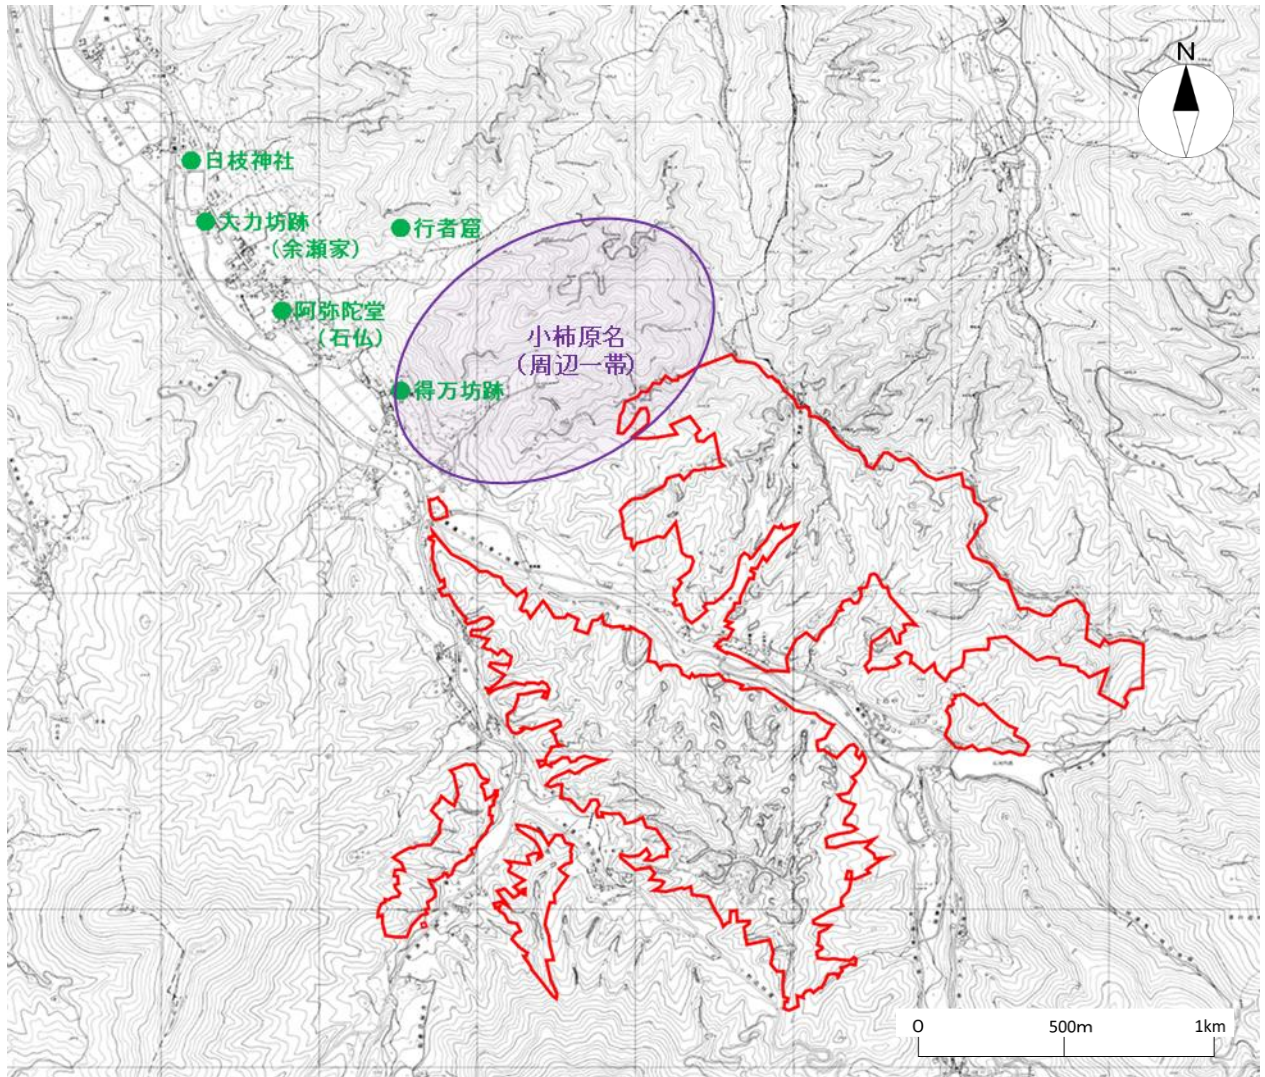 N
日枝神社
大力坊跡
(余瀬家)
行者窟
阿弥陀堂
(石仏)
小柿原名
(周辺一帯)
得万坊跡
0
500m
1km